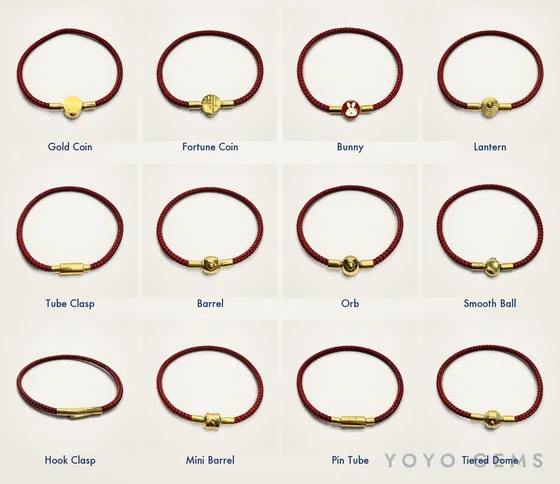 Gold Coin
Fortune Coin
Bunny
Lantern
Tube Clasp
Barrel
Orb
Smooth Ball
Hook Clasp
Mini Barrel
Pin Tube
Tiered Dome
YOYO GEMS